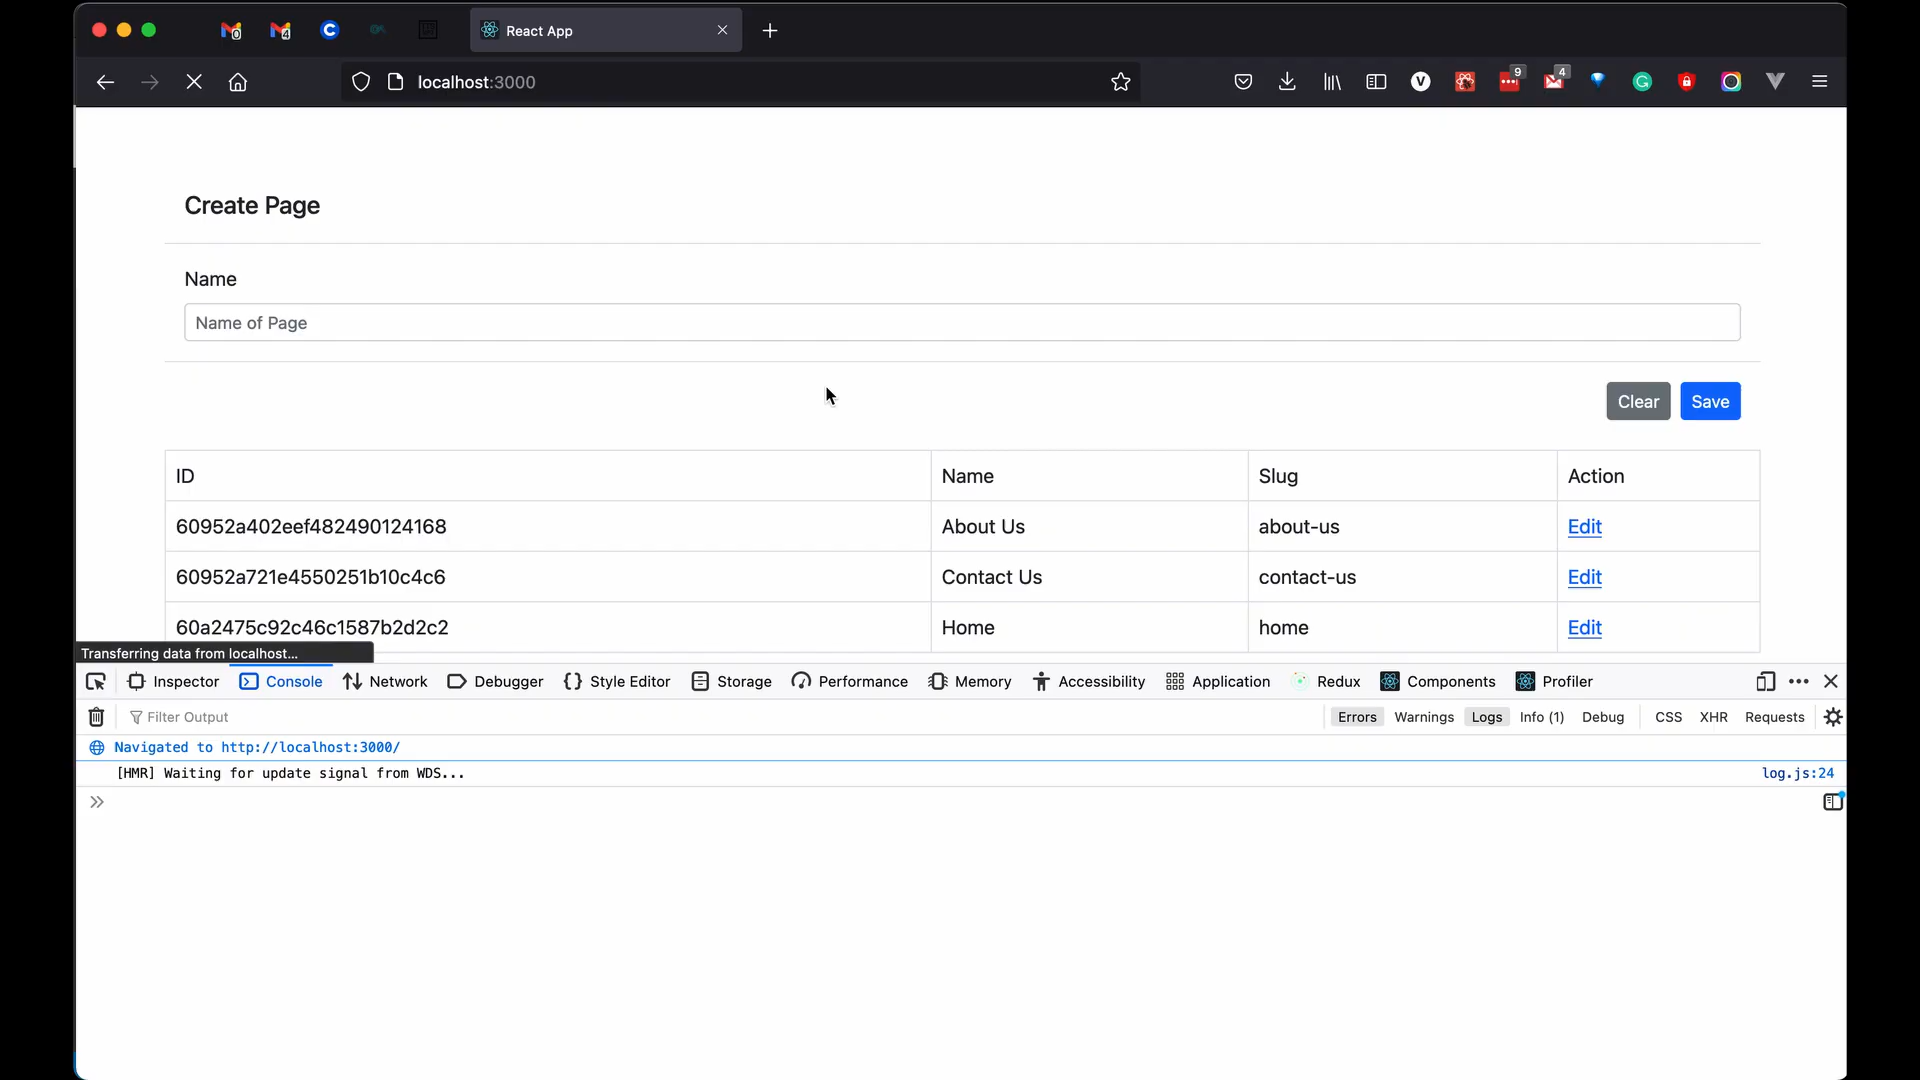 0
4
React App
localhost:3000
9
4
Create Page
Name
Name of Page
Clear
Save
ID Name Slug Action
60952a402eef482490124168 About Us about-us Edit
60952a721e4550251b10c4c6 Contact Us contact-us Edit
60a2475c92c46c1587b2d2c2 Home home Edit
Transferring data from localhost...
Inspector Console Network Debugger Style Editor Storage Performance Memory Accessibility Application Redux Components Profiler
Filter Output Errors Warnings Logs Info (1) Debug CSS XHR Requests
Navigated to http://localhost:3000/
[HMR] Waiting for update signal from WDS... log.js:24